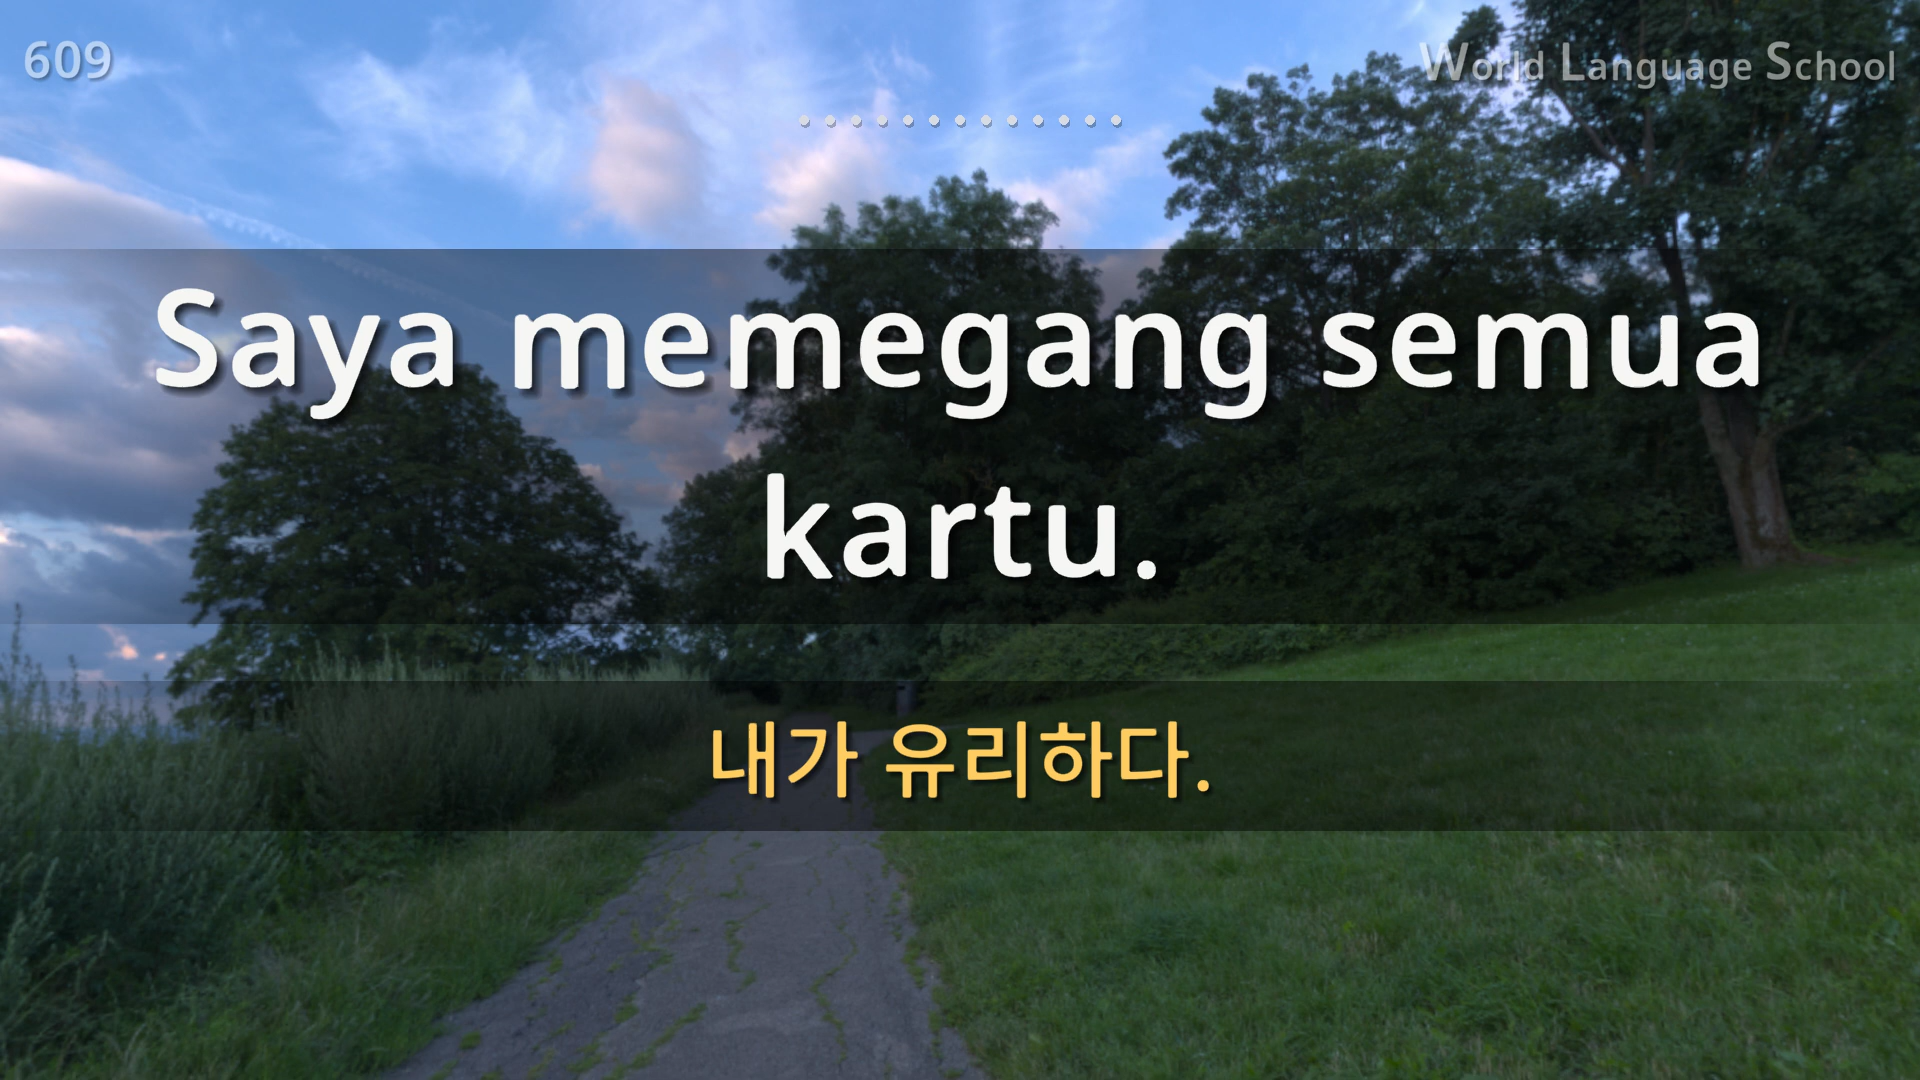 609
World Language School
Saya memegang semua
kartu.
내가 유리하다.